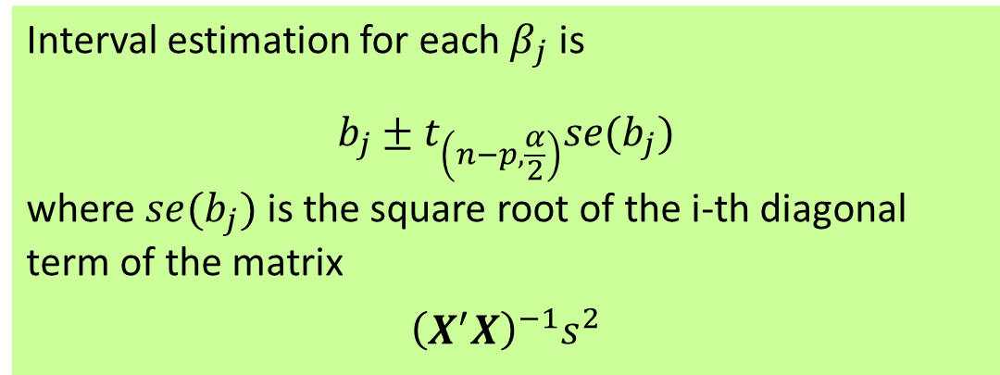 Interval estimation for each $\beta_j$ is
$b_j \pm t_{\left(n-p,\frac{\alpha}{2}\right)} se(b_j)$
where $se(b_j)$ is the square root of the i-th diagonal
term of the matrix
$(\boldsymbol{X}'\boldsymbol{X})^{-1} s^2$